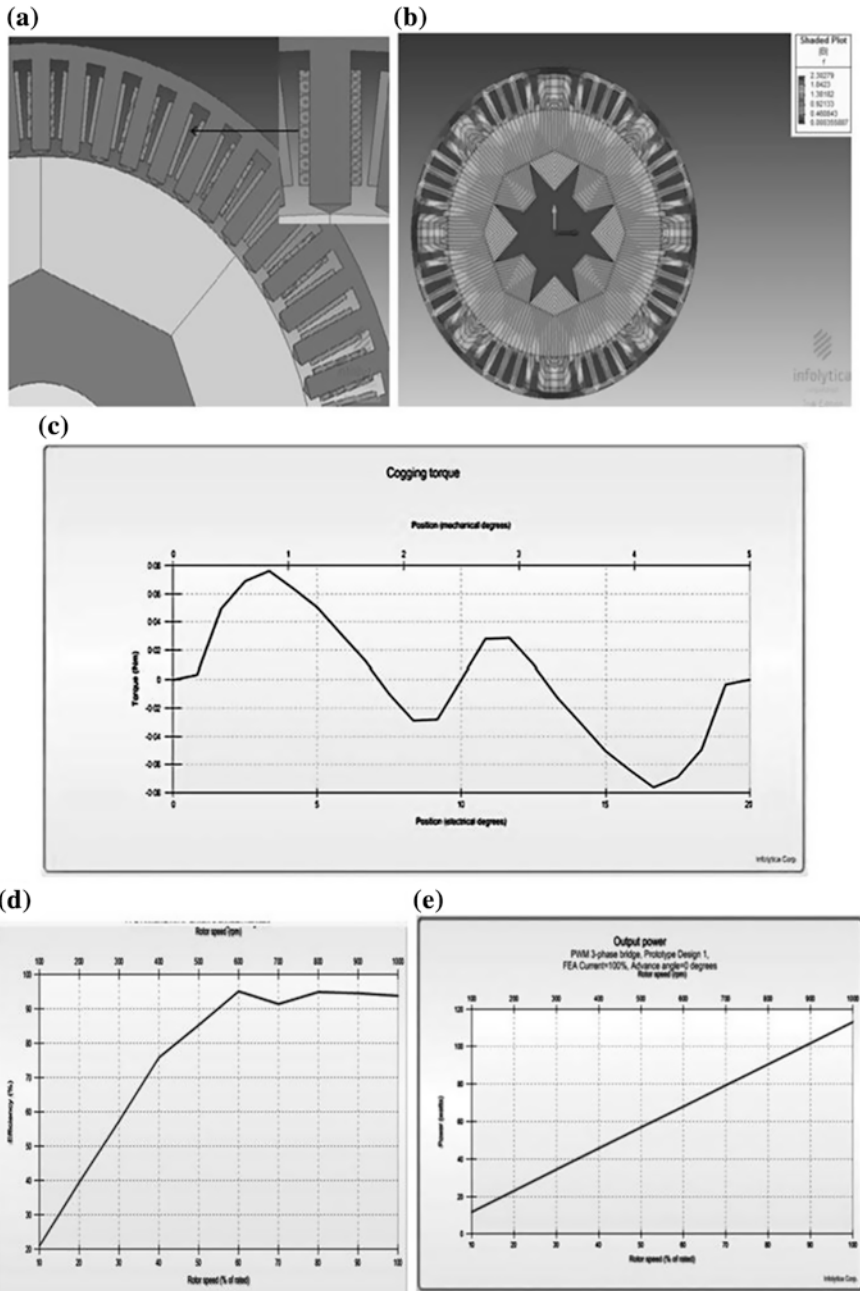 (a)
(b)
Shaded Plot
|B|
2.30279
1.8423
1.38182
0.92133
infolytica
(c)
Cogging torque
Position (mechanical degrees)
0 1 2 3 4 5
0.08
0.06
0.04
0.02
0
-0.02
-0.04
-0.06
-0.08
Torque (Nm)
0 5 10 15 20
Position (electrical degrees)
Infolytica Corp.
(d)
Rotor speed (rpm)
100 200 300 400 500 600 700 800 900 1000
100
90
80
70
60
50
40
30
20
Efficiency (%)
10 20 30 40 50 60 70 80 90 100
Rotor speed (% of rated)
(e)
Output power
PWM 3-phase bridge, Prototype Design 1,
FEA Current=100%, Advance angle=0 degrees
Rotor speed (rpm)
100 200 300 400 500 600 700 800 900 1000
120
100
80
60
40
20
0
Power (watts)
10 20 30 40 50 60 70 80 90 100
Rotor speed (% of rated)
Infolytica Corp.